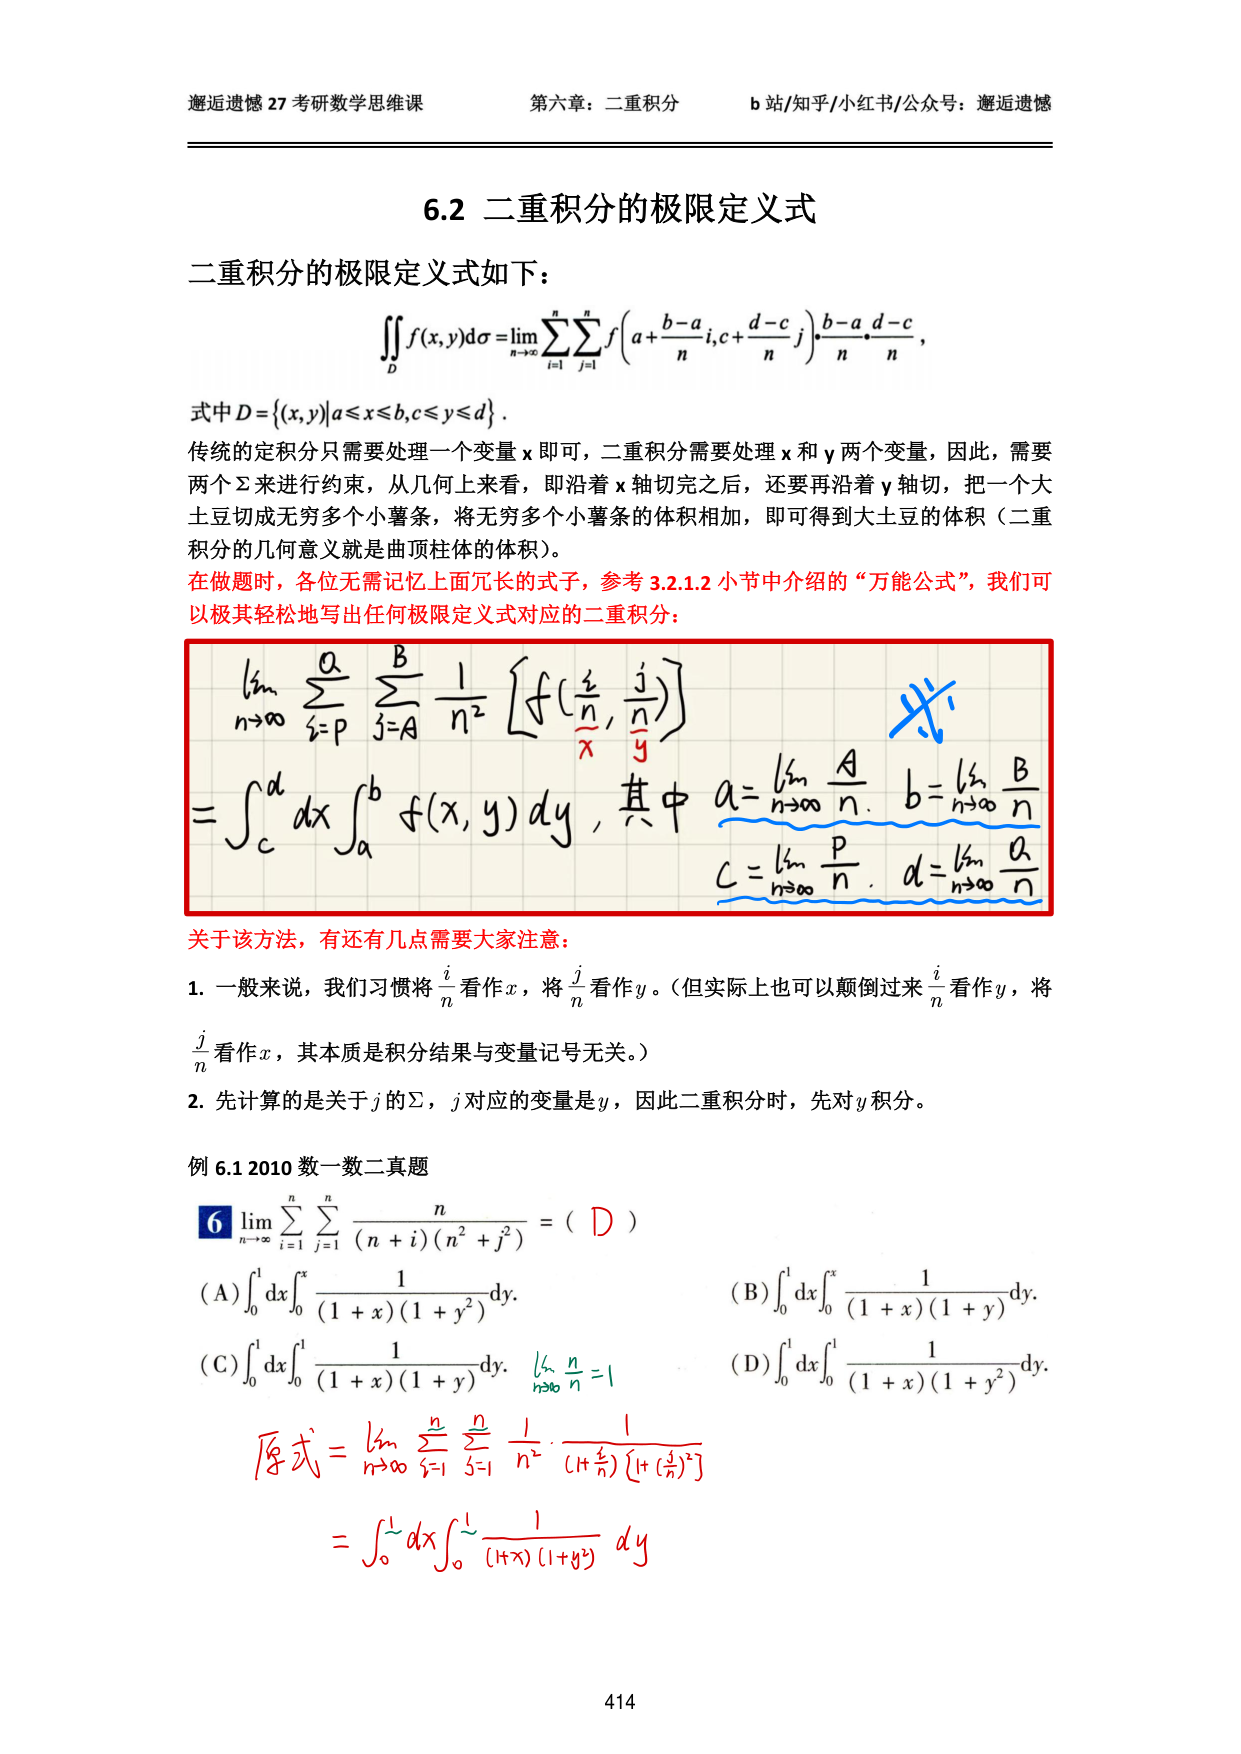 邂逅遗憾 27 考研数学思维课 第六章：二重积分 b 站/知乎/小红书/公众号：邂逅遗憾
6.2 二重积分的极限定义式
二重积分的极限定义式如下：
∬_D f(x,y)dσ = lim_{n→∞} ∑_{i=1}^{n} ∑_{j=1}^{n} f(a + (b−a)/n i, c + (d−c)/n j)·(b−a)/n·(d−c)/n ,
式中 D = {(x,y)|a⩽x⩽b,c⩽y⩽d} .
传统的定积分只需要处理一个变量 x 即可，二重积分需要处理 x 和 y 两个变量，因此，需要
两个Σ来进行约束，从几何上来看，即沿着 x 轴切完之后，还要再沿着 y 轴切，把一个大
土豆切成无穷多个小薯条，将无穷多个小薯条的体积相加，即可得到大土豆的体积（二重
积分的几何意义就是曲顶柱体的体积）。
在做题时，各位无需记忆上面冗长的式子，参考 3.2.1.2 小节中介绍的“万能公式”，我们可
以极其轻松地写出任何极限定义式对应的二重积分：
lim_{n→∞} ∑_{i=P}^{Q} ∑_{j=A}^{B} 1/n² [f(i/n, j/n)]
x y
= ∫_c^d dx ∫_a^b f(x,y) dy , 其中 a = lim_{n→∞} A/n . b = lim_{n→∞} B/n
c = lim_{n→∞} P/n . d = lim_{n→∞} Q/n
关于该方法，有还有几点需要大家注意：
1. 一般来说，我们习惯将 i/n 看作 x，将 j/n 看作 y。（但实际上也可以颠倒过来 i/n 看作 y，将
j/n 看作 x，其本质是积分结果与变量记号无关。）
2. 先计算的是关于 j 的Σ，j 对应的变量是 y，因此二重积分时，先对 y 积分。
例 6.1 2010 数一数二真题
6 lim_{n→∞} ∑_{i=1}^{n} ∑_{j=1}^{n} n/((n + i)(n² + j²)) = ( D )
(A) ∫_0^1 dx ∫_0^x 1/((1 + x)(1 + y²)) dy. (B) ∫_0^1 dx ∫_0^x 1/((1 + x)(1 + y)) dy.
(C) ∫_0^1 dx ∫_0^1 1/((1 + x)(1 + y)) dy. lim_{n→∞} n/n = 1 (D) ∫_0^1 dx ∫_0^1 1/((1 + x)(1 + y²)) dy.
原式 = lim_{n→∞} ∑_{i=1}^{n} ∑_{j=1}^{n} 1/n² · 1/((1+i/n)[1+(j/n)²])
= ∫_0^1 dx ∫_0^1 1/((1+x)(1+y²)) dy
414